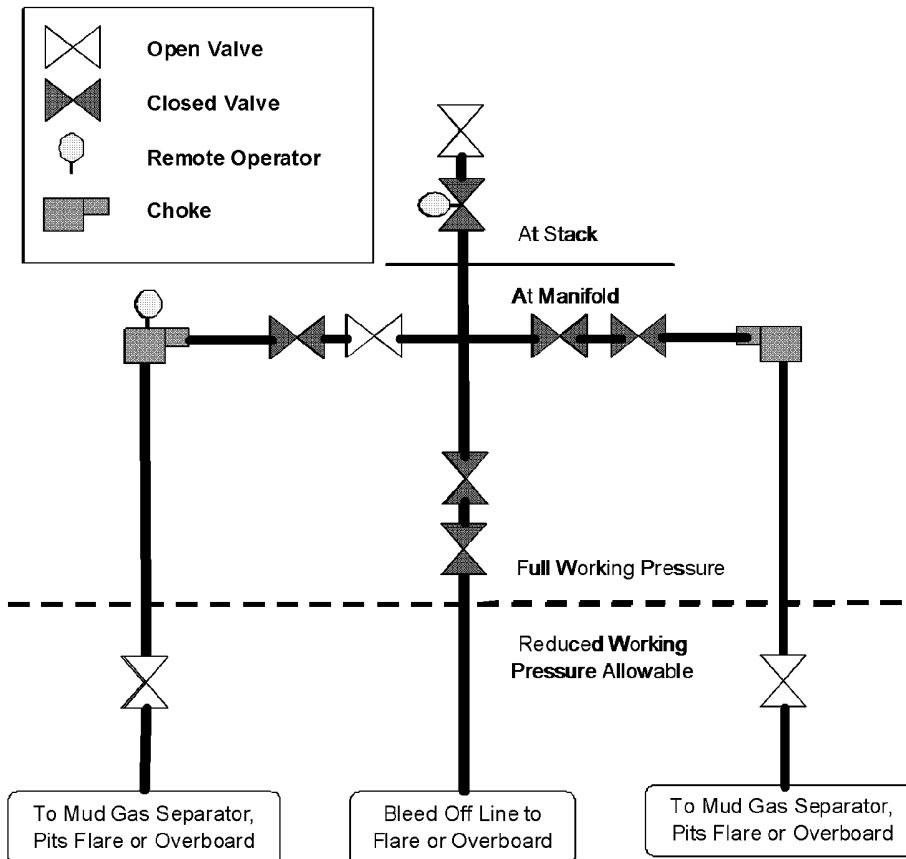 Open Valve
Closed Valve
Remote Operator
Choke
At Stack
At Manifold
Full Working Pressure
Reduced Working
Pressure Allowable
To Mud Gas Separator,
Pits Flare or Overboard
Bleed Off Line to
Flare or Overboard
To Mud Gas Separator,
Pits Flare or Overboard